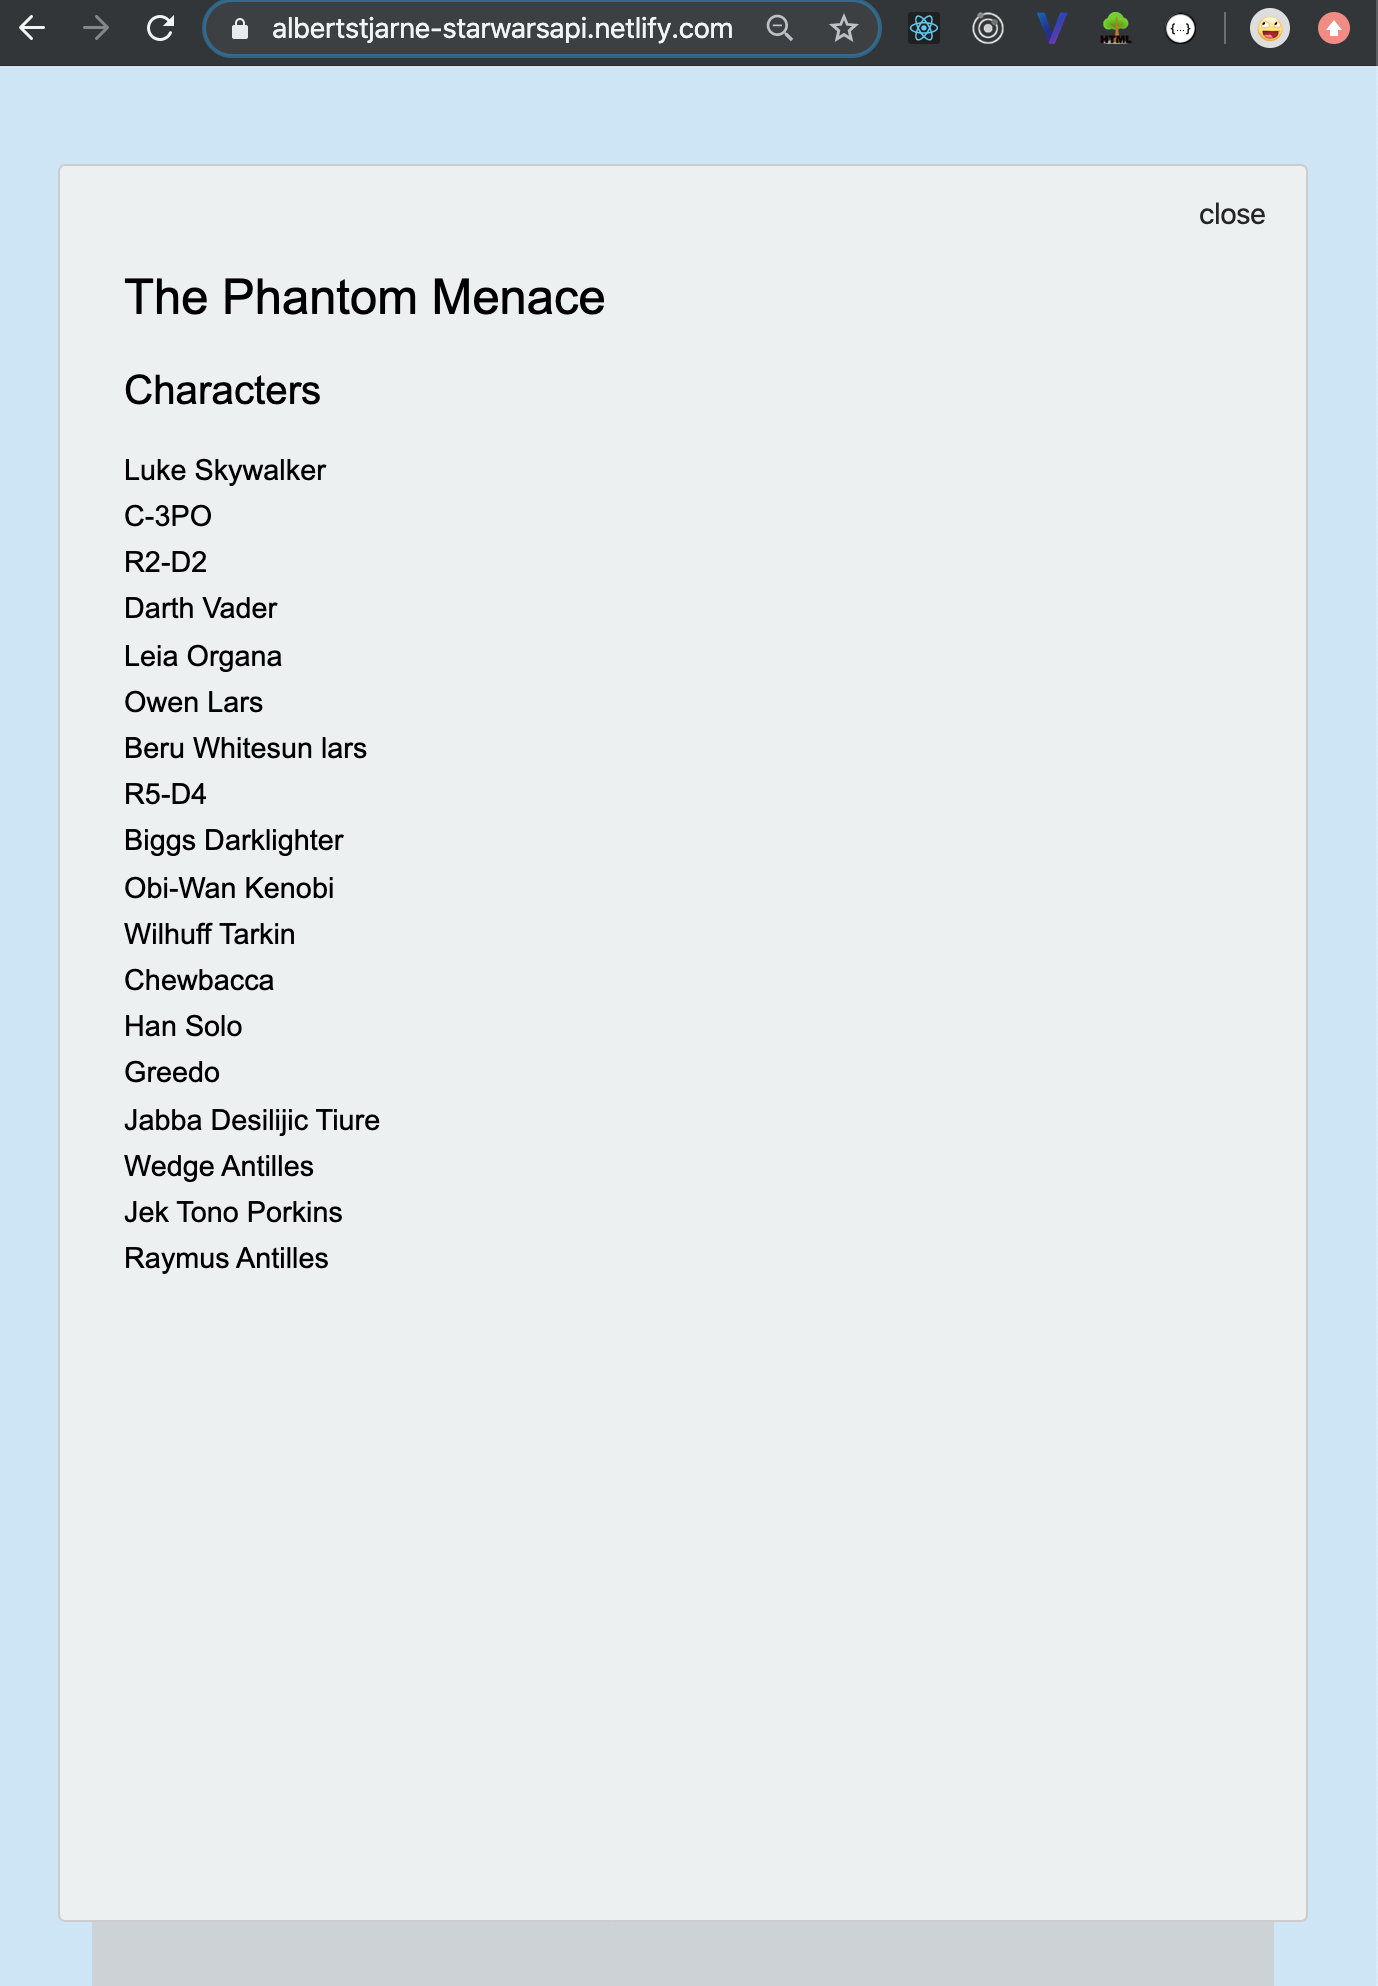 albertstjarne-starwarsapi.netlify.com
HTML
{...}
close
The Phantom Menace
Characters
Luke Skywalker
C-3PO
R2-D2
Darth Vader
Leia Organa
Owen Lars
Beru Whitesun lars
R5-D4
Biggs Darklighter
Obi-Wan Kenobi
Wilhuff Tarkin
Chewbacca
Han Solo
Greedo
Jabba Desilijic Tiure
Wedge Antilles
Jek Tono Porkins
Raymus Antilles